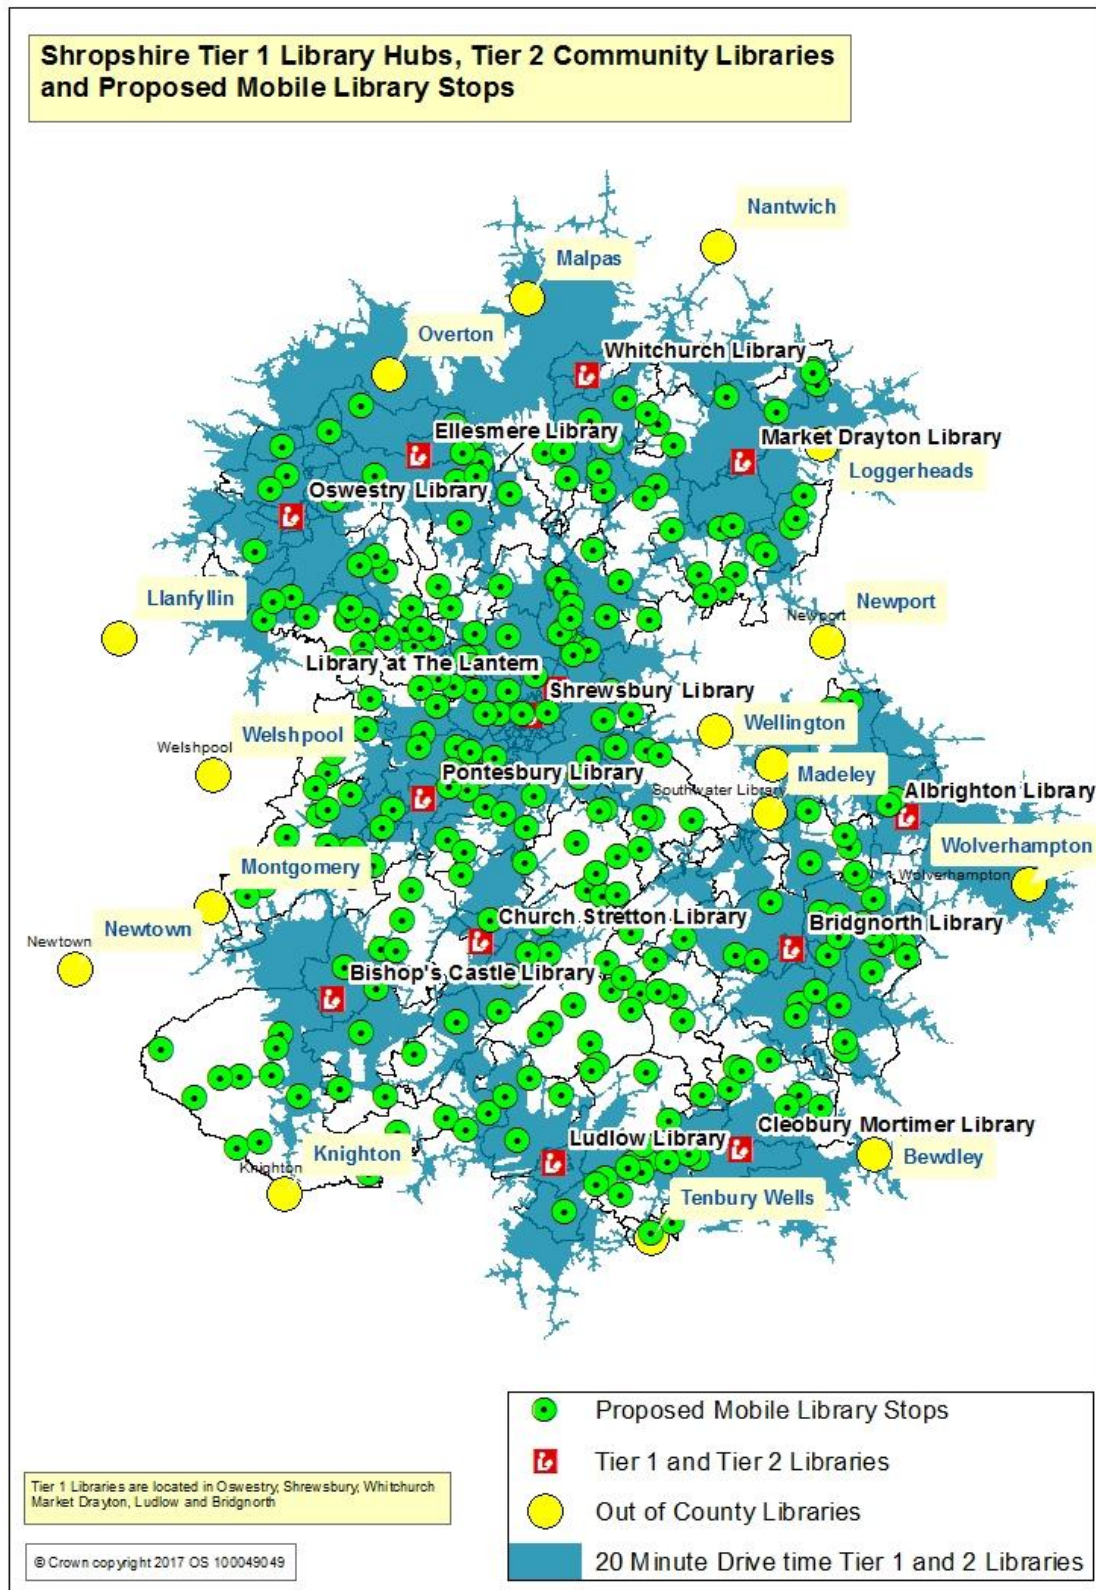 Shropshire Tier 1 Library Hubs, Tier 2 Community Libraries
and Proposed Mobile Library Stops
Nantwich
Malpas
Overton
Whitchurch Library
Ellesmere Library
Market Drayton Library
Loggerheads
Oswestry Library
Llanfyllin
Newport
Newport
Library at The Lantern
Shrewsbury Library
Welshpool
Welshpool
Wellington
Pontesbury Library
Madeley
Southwater Library
Albrighton Library
Wolverhampton
Wolverhampton
Montgomery
Church Stretton Library
Bridgnorth Library
Newtown
Newtown
Bishop's Castle Library
Cleobury Mortimer Library
Ludlow Library
Knighton
Knighton
Bewdley
Tenbury Wells
Proposed Mobile Library Stops
Tier 1 and Tier 2 Libraries
Out of County Libraries
20 Minute Drive time Tier 1 and 2 Libraries
Tier 1 Libraries are located in Oswestry, Shrewsbury, Whitchurch
Market Drayton, Ludlow and Bridgnorth
© Crown copyright 2017 OS 100049049